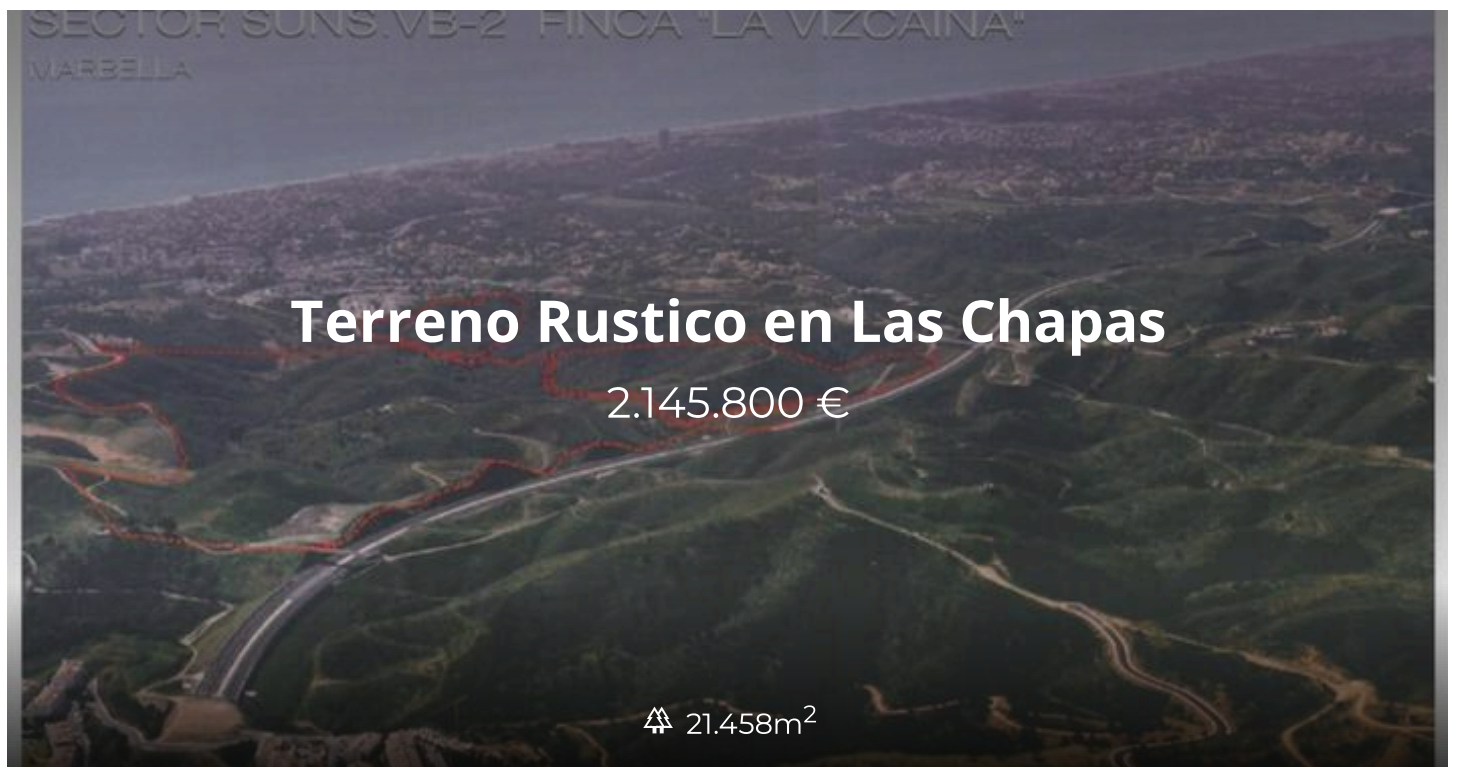 SECTOR SUNS.VB-2 FINCA "LA VIZCAINA"
MARBELLA
Terreno Rustico en Las Chapas
2.145.800 €
21.458m²